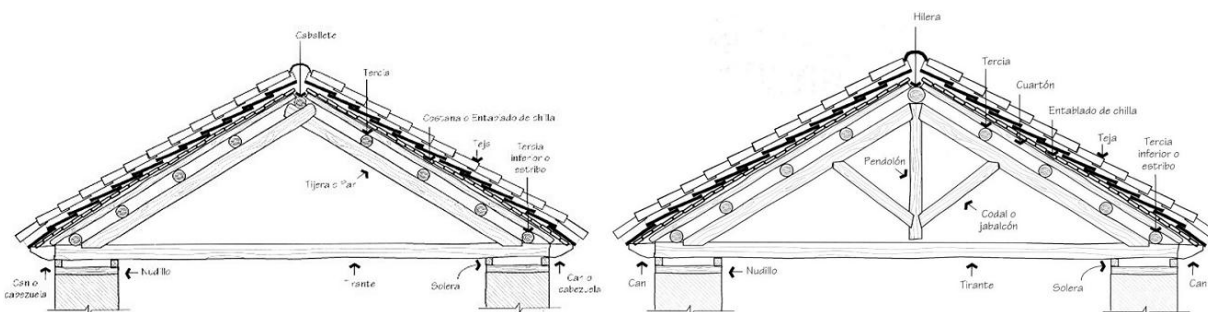 Caballete
Tercia
Costana o Entablado de chilla
Teja
Tercia
inferior o
estribo
Tijera o Par
Can o
cabezuela
Nudillo
Tirante
Solera
Can o
cabezuela
Hilera
Tercia
Cuartón
Entablado de chilla
Teja
Tercia
inferior o
estribo
Pendolón
Codal o
jabalcón
Can
Nudillo
Tirante
Solera
Can